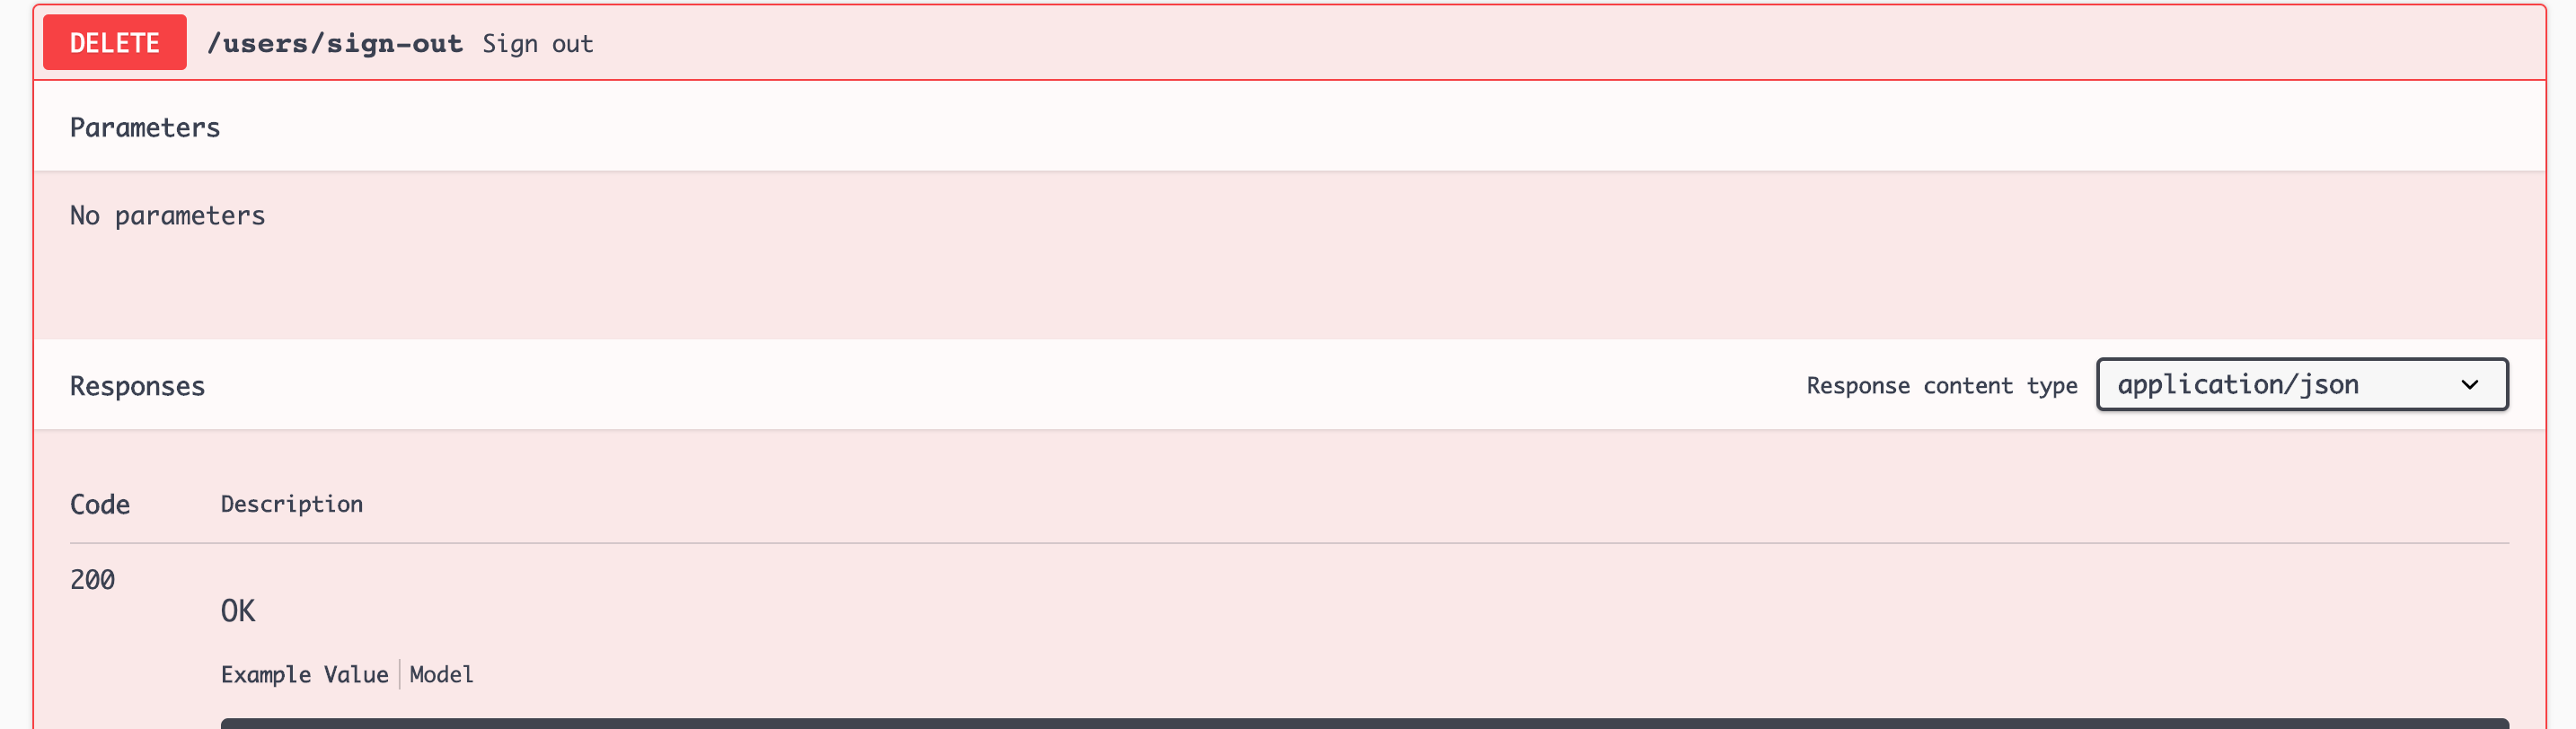 DELETE /users/sign-out Sign out
Parameters
No parameters
Responses Response content type application/json
Code Description
200
OK
Example Value Model